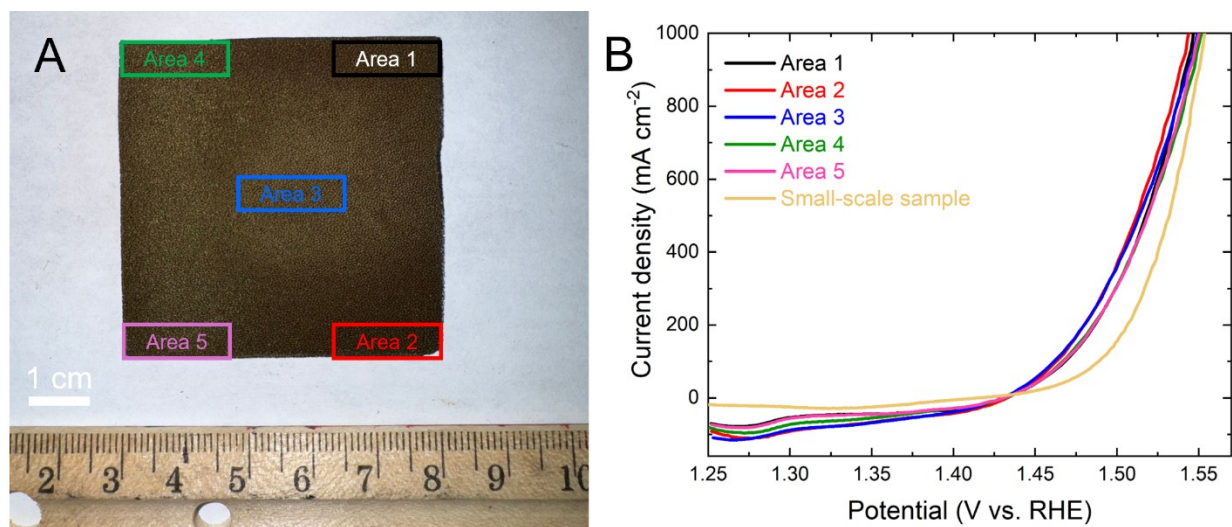 A
Area 4
Area 1
Area 3
Area 5
Area 2
1 cm
2 3 4 5 6 7 8 9 10
B
Area 1
Area 2
Area 3
Area 4
Area 5
Small-scale sample
Current density (mA cm⁻²)
1000
800
600
400
200
0
1.25 1.30 1.35 1.40 1.45 1.50 1.55
Potential (V vs. RHE)